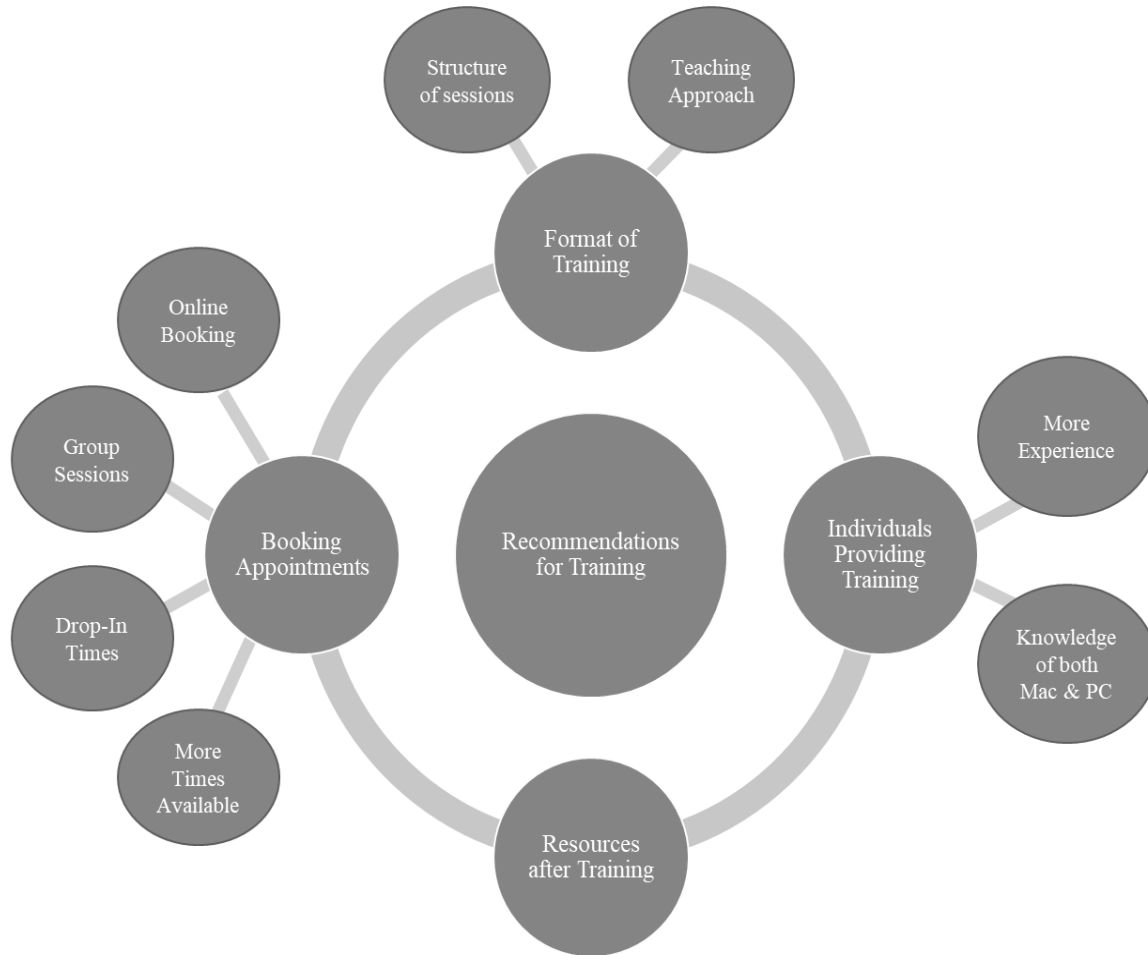 Structure
of sessions
Teaching
Approach
Format of
Training
Online
Booking
Group
Sessions
Drop-In
Times
More
Times
Available
Booking
Appointments
Recommendations
for Training
Individuals
Providing
Training
More
Experience
Knowledge
of both
Mac & PC
Resources
after Training